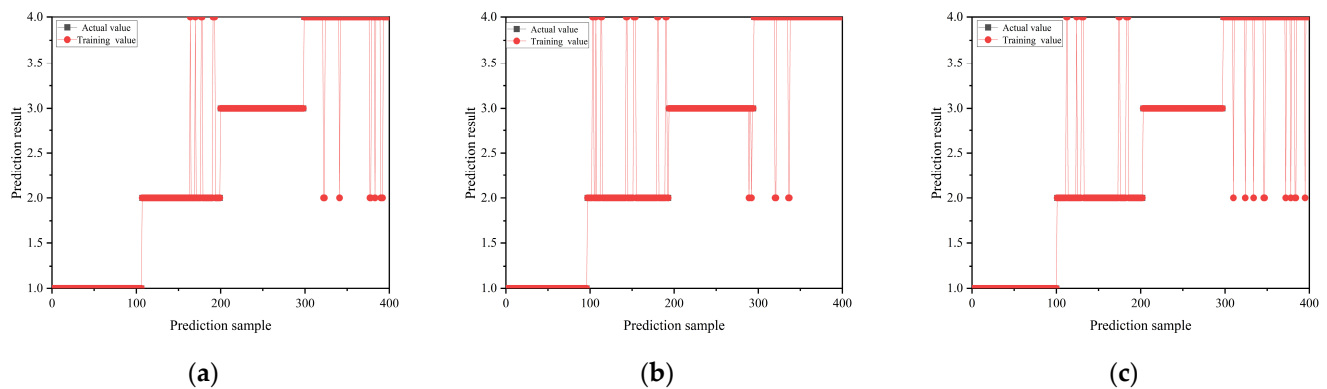 4.0
3.5
3.0
2.5
2.0
1.5
1.0
Prediction result
Actual value
Training value
0 100 200 300 400
Prediction sample
(a)
4.0
3.5
3.0
2.5
2.0
1.5
1.0
Prediction result
Actual value
Training value
0 100 200 300 400
Prediction sample
(b)
4.0
3.5
3.0
2.5
2.0
1.5
1.0
Prediction result
Actual value
Training value
0 100 200 300 400
Prediction sample
(c)